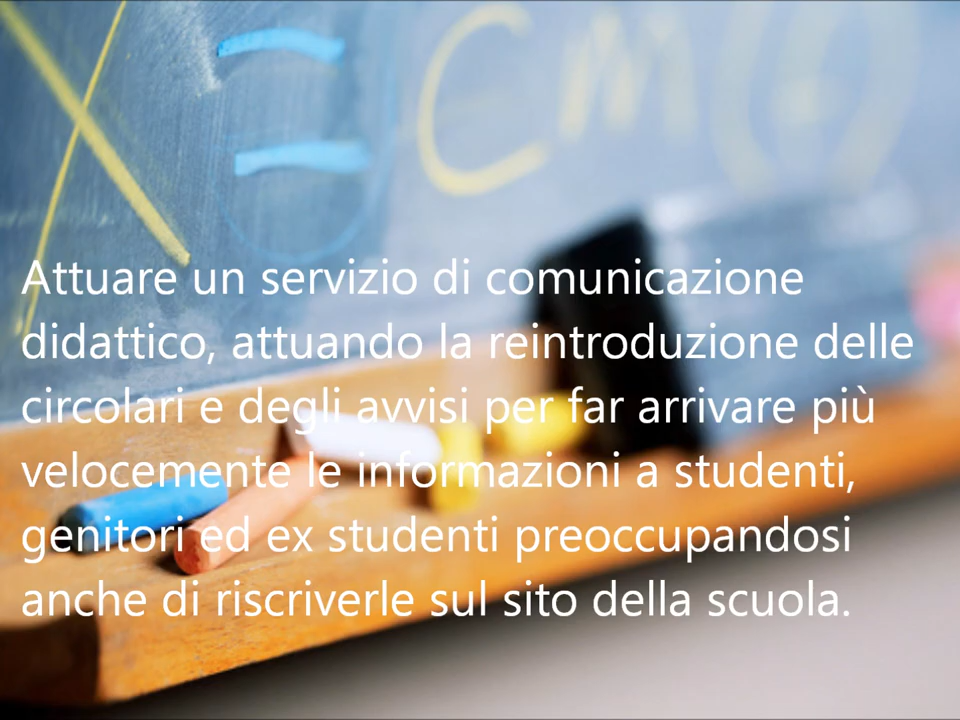 Attuare un servizio di comunicazione
didattico, attuando la reintroduzione delle
circolari e degli avvisi per far arrivare più
velocemente le informazioni a studenti,
genitori ed ex studenti preoccupandosi
anche di riscriverle sul sito della scuola.